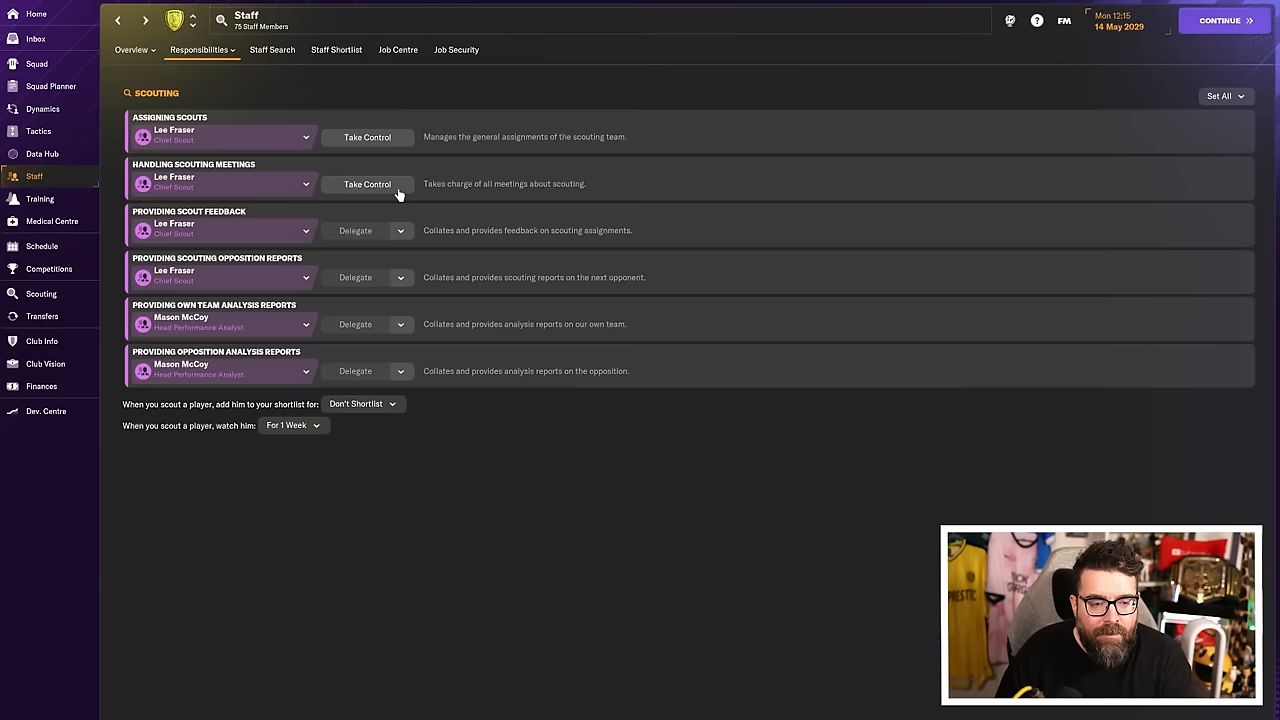 Home
Inbox
Squad
Squad Planner
Dynamics
Tactics
Data Hub
Staff
Training
Medical Centre
Schedule
Competitions
Scouting
Transfers
Club Info
Club Vision
Finances
Dev. Centre
Staff
75 Staff Members
?
FM
Mon 12:15
14 May 2029
CONTINUE
Overview
Responsibilities
Staff Search
Staff Shortlist
Job Centre
Job Security
SCOUTING
Set All
ASSIGNING SCOUTS
Lee Fraser
Chief Scout
Take Control
Manages the general assignments of the scouting team.
HANDLING SCOUTING MEETINGS
Lee Fraser
Chief Scout
Take Control
Takes charge of all meetings about scouting.
PROVIDING SCOUT FEEDBACK
Lee Fraser
Chief Scout
Delegate
Collates and provides feedback on scouting assignments.
PROVIDING SCOUTING OPPOSITION REPORTS
Lee Fraser
Chief Scout
Delegate
Collates and provides scouting reports on the next opponent.
PROVIDING OWN TEAM ANALYSIS REPORTS
Mason McCoy
Head Performance Analyst
Delegate
Collates and provides analysis reports on our own team.
PROVIDING OPPOSITION ANALYSIS REPORTS
Mason McCoy
Head Performance Analyst
Delegate
Collates and provides analysis reports on the opposition.
When you scout a player, add him to your shortlist for: Don't Shortlist
When you scout a player, watch him: For 1 Week